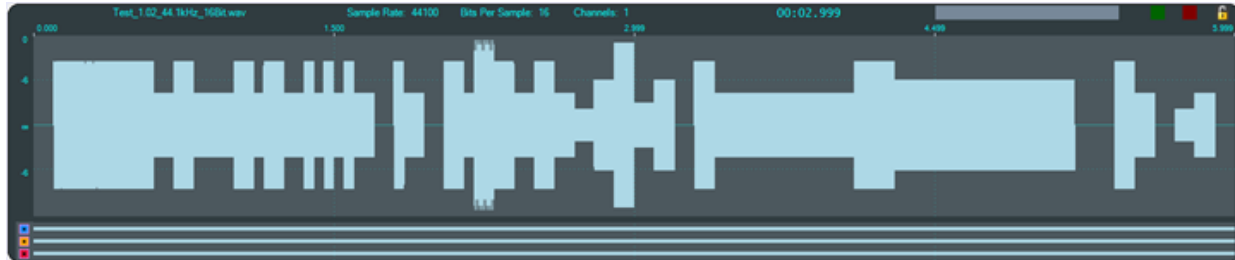 Test_1.02_44.1kHz_16Bit.wav Sample Rate: 44100 Bits Per Sample: 16 Channels: 1 00:02.999
0.000 1.500 2.999 4.499 5.999
0
-6
∞
-6